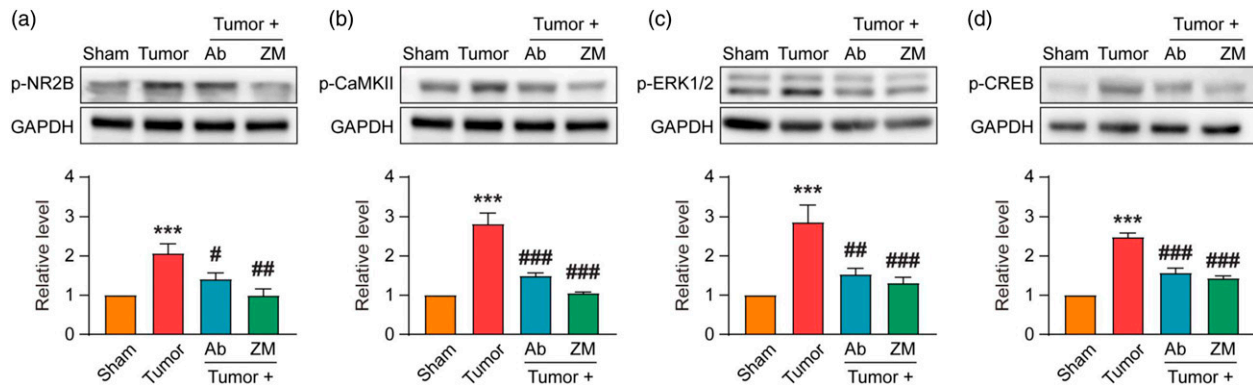 (a)
Tumor +
Sham Tumor Ab ZM
p-NR2B
GAPDH
Relative level
4
3
2
1
0
***
#
##
Sham
Tumor
Ab ZM
Tumor +
(b)
Tumor +
Sham Tumor Ab ZM
p-CaMKII
GAPDH
Relative level
4
3
2
1
0
***
###
###
Sham
Tumor
Ab ZM
Tumor +
(c)
Tumor +
Sham Tumor Ab ZM
p-ERK1/2
GAPDH
Relative level
4
3
2
1
0
***
##
###
Sham
Tumor
Ab ZM
Tumor +
(d)
Tumor +
Sham Tumor Ab ZM
p-CREB
GAPDH
Relative level
4
3
2
1
0
***
###
###
Sham
Tumor
Ab ZM
Tumor +